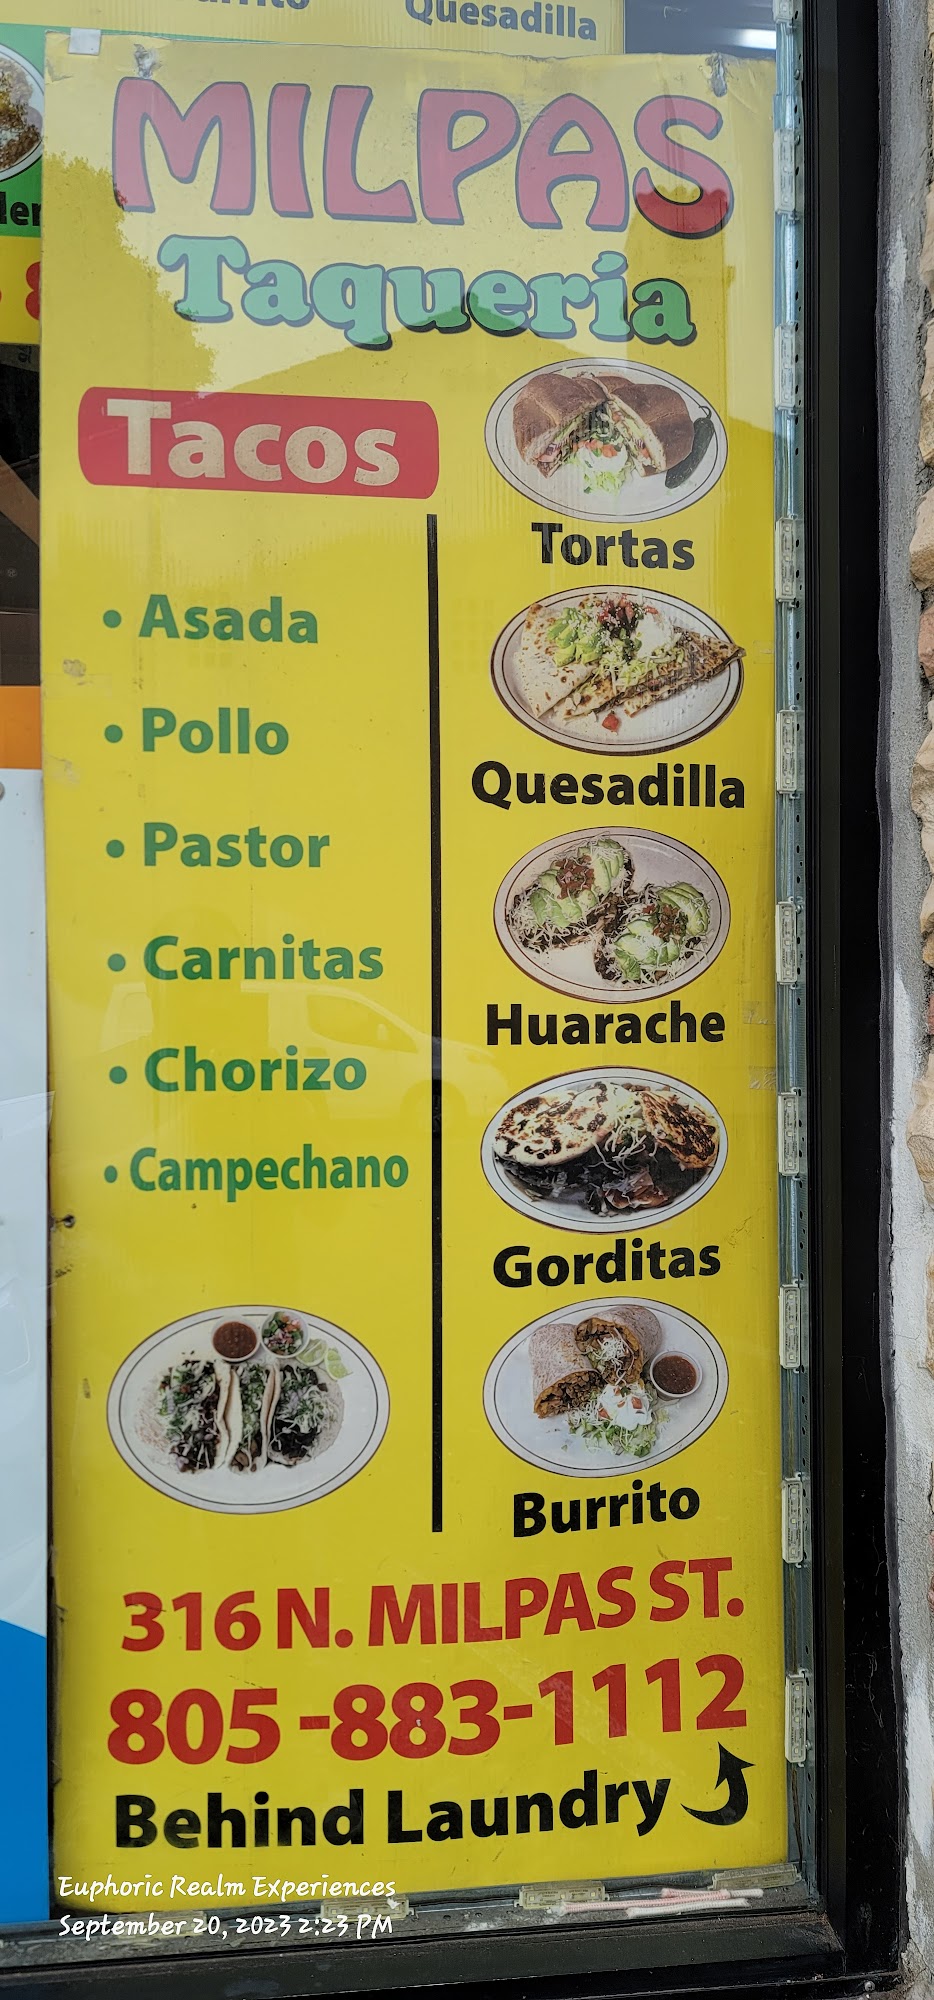 Quesadilla
MILPAS
Taquería
Tacos
• Asada
• Pollo
• Pastor
• Carnitas
• Chorizo
• Campechano
Tortas
Quesadilla
Huarache
Gorditas
Burrito
316 N. MILPAS ST.
805-883-1112
Behind Laundry
Euphoric Realm Experiences
September 20, 2023 2:23 PM